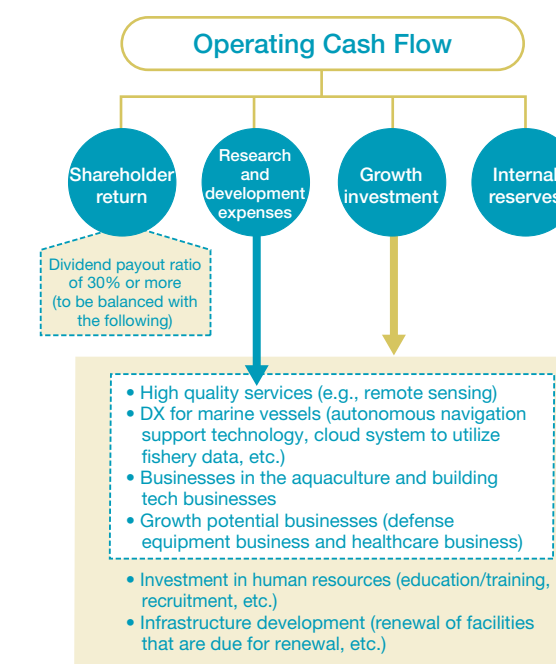 Operating Cash Flow
Shareholder
return
Research
and
development
expenses
Growth
investment
Internal
reserves
Dividend payout ratio
of 30% or more
(to be balanced with
the following)
• High quality services (e.g., remote sensing)
• DX for marine vessels (autonomous navigation
support technology, cloud system to utilize
fishery data, etc.)
• Businesses in the aquaculture and building
tech businesses
• Growth potential businesses (defense
equipment business and healthcare business)
• Investment in human resources (education/training,
recruitment, etc.)
• Infrastructure development (renewal of facilities
that are due for renewal, etc.)